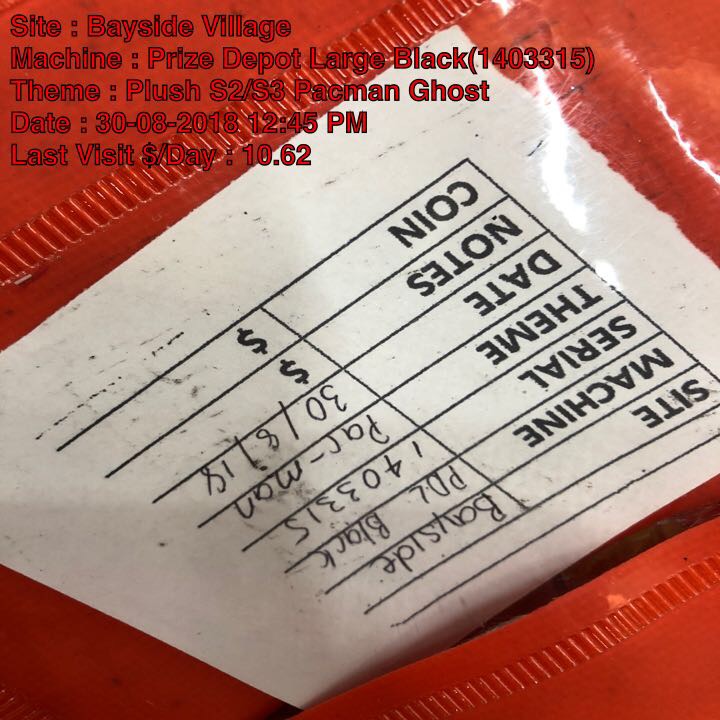 Site : Bayside Village
Machine : Prize Depot Large Black(1403315)
Theme : Plush S2/S3 Pacman Ghost
Date : 30-08-2018 12:45 PM
Last Visit $/Day : 10.62
SITE Bayside
MACHINE PDL Black
SERIAL 1403315
THEME Pac-man
DATE 30/8/18
NOTES $
COIN $